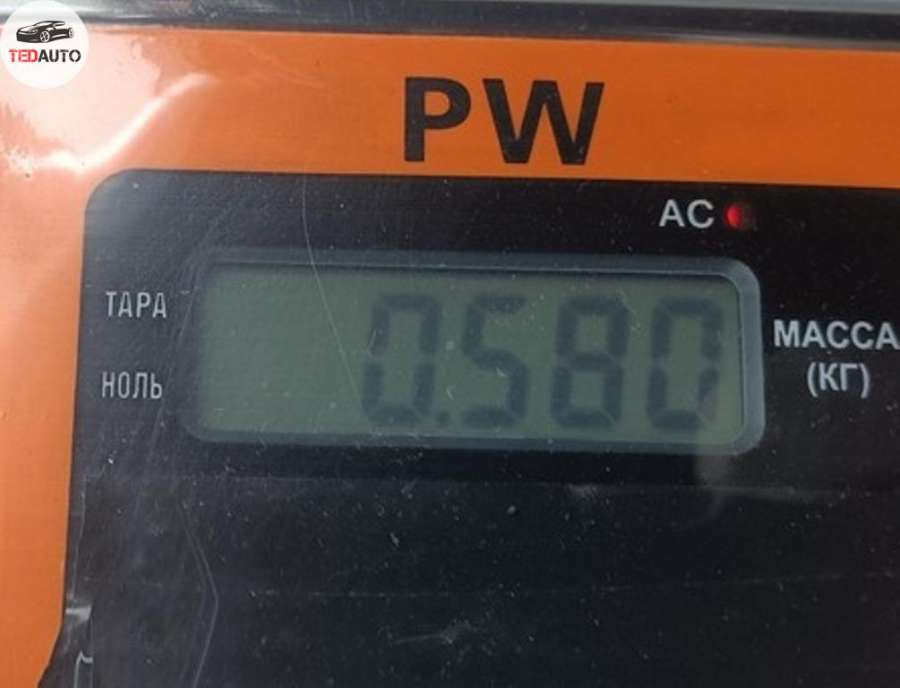 TEDAUTO
PW
AC
ТАРА
0.580
МАССА
(КГ)
НОЛЬ